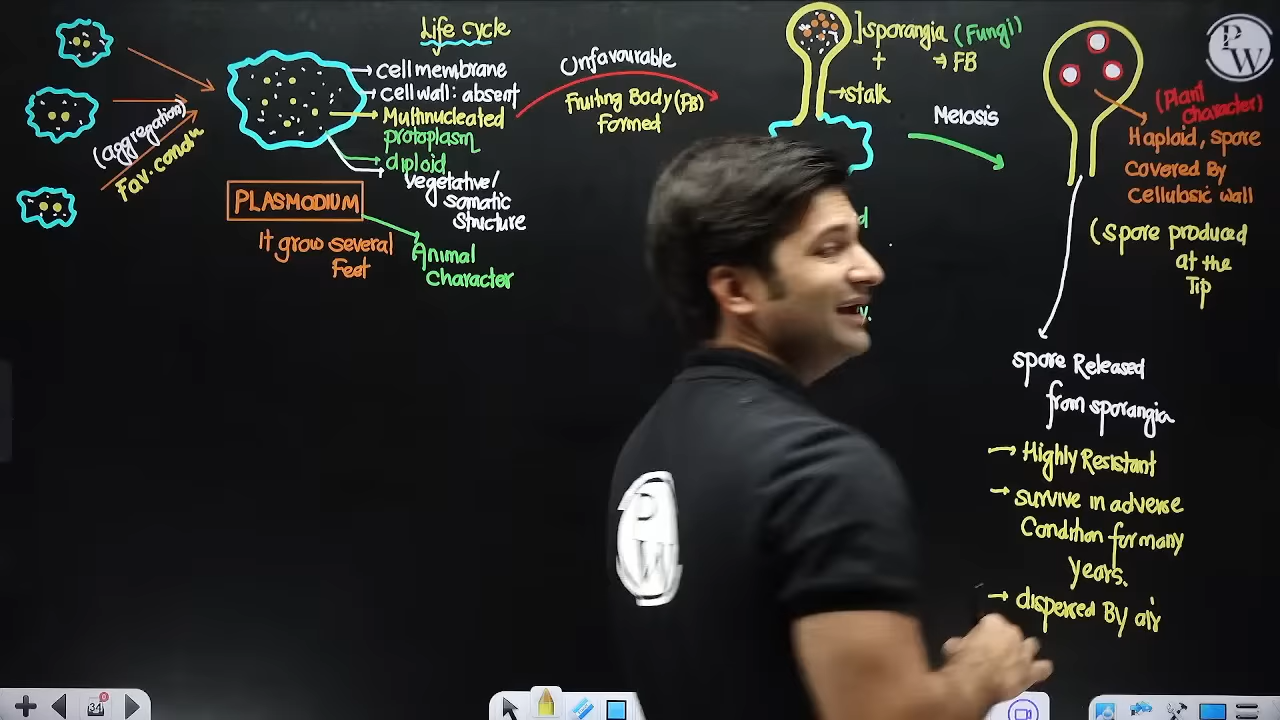 Life cycle
(aggregation)
Fav. condn
cell membrane
cell wall: absent
Multinucleated
protoplasm
diploid
vegetative/
somatic
structure
PLASMODIUM
It grow several
Feet
Animal
Character
Unfavourable
Fruiting Body (FB)
Formed
sporangia (Fungi)
+ → FB
stalk
Meiosis
(Plant
Character)
Haploid, spore
covered By
cellulosic wall
(spore produced
at the
Tip
spore Released
from sporangia
→ Highly Resistant
→ survive in adverse
Condition for many
years.
→ dispersed By air
PW
PW
34